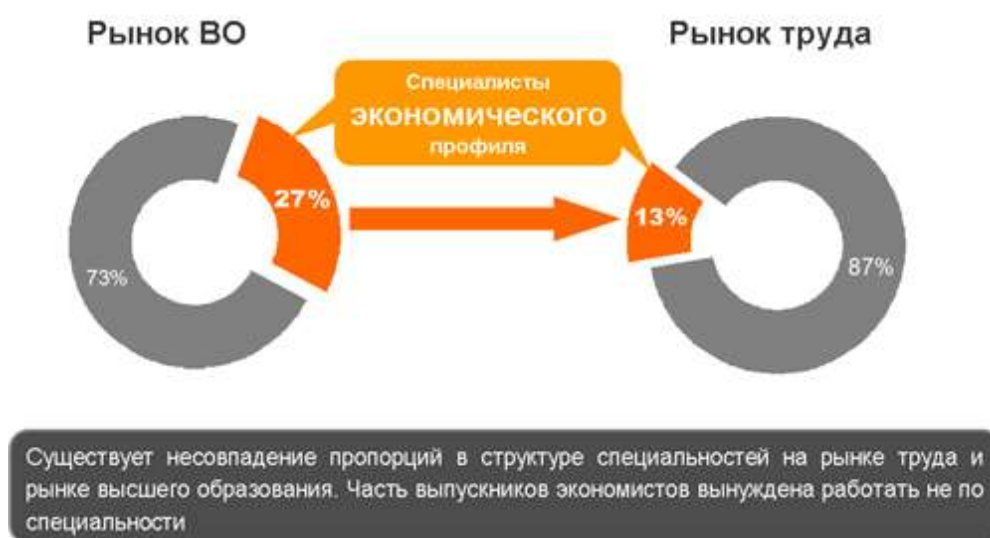 Рынок ВО
Рынок труда
Специалисты
экономического
профиля
27%
13%
73%
87%
Существует несовпадение пропорций в структуре специальностей на рынке труда и
рынке высшего образования. Часть выпускников экономистов вынуждена работать не по
специальности